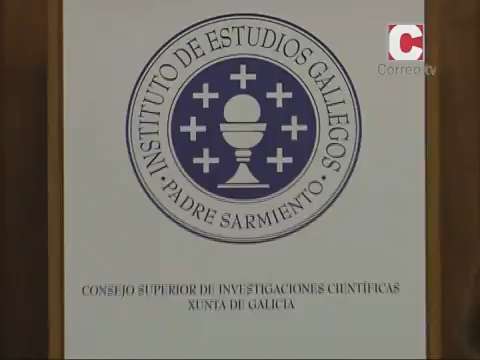 C
Correo tv
INSTITUTO DE ESTUDIOS GALLEGOS
· PADRE SARMIENTO ·
CONSEJO SUPERIOR DE INVESTIGACIONES CIENTÍFICAS
XUNTA DE GALICIA